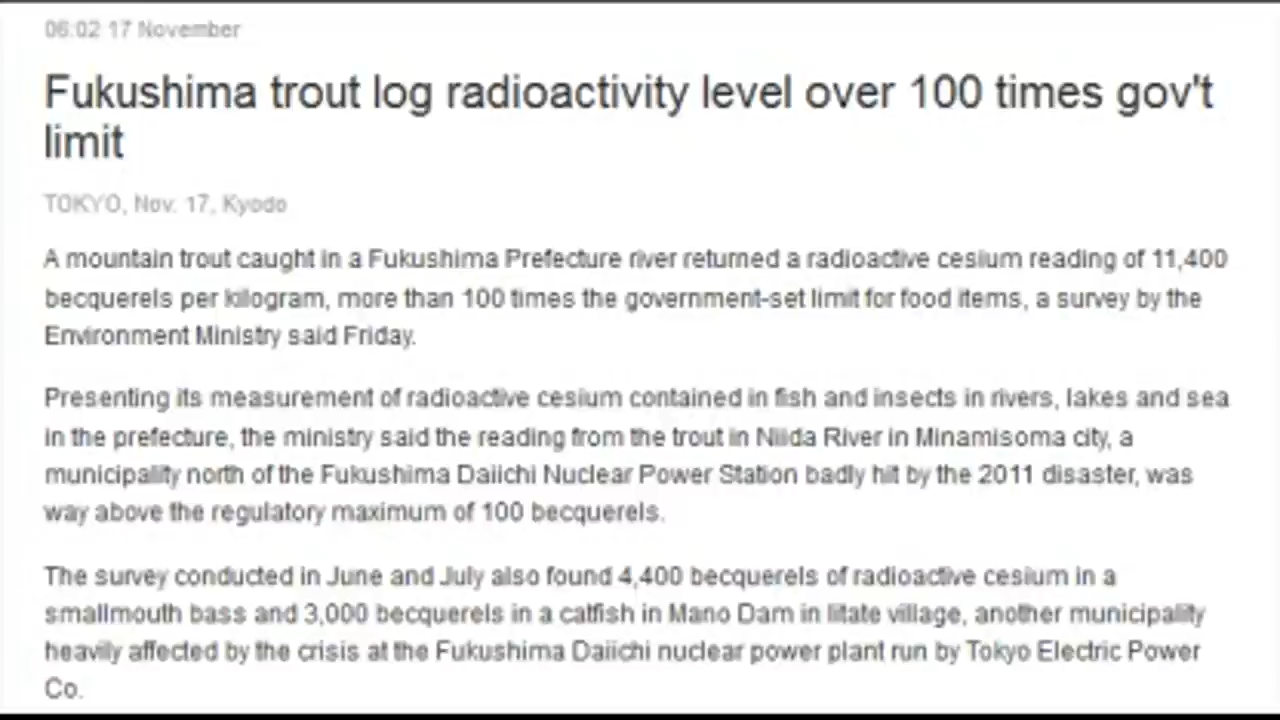 06:02 17 November
Fukushima trout log radioactivity level over 100 times gov't
limit
TOKYO, Nov. 17, Kyodo
A mountain trout caught in a Fukushima Prefecture river returned a radioactive cesium reading of 11,400
becquerels per kilogram, more than 100 times the government-set limit for food items, a survey by the
Environment Ministry said Friday.
Presenting its measurement of radioactive cesium contained in fish and insects in rivers, lakes and sea
in the prefecture, the ministry said the reading from the trout in Niida River in Minamisoma city, a
municipality north of the Fukushima Daiichi Nuclear Power Station badly hit by the 2011 disaster, was
way above the regulatory maximum of 100 becquerels.
The survey conducted in June and July also found 4,400 becquerels of radioactive cesium in a
smallmouth bass and 3,000 becquerels in a catfish in Mano Dam in Iitate village, another municipality
heavily affected by the crisis at the Fukushima Daiichi nuclear power plant run by Tokyo Electric Power
Co.